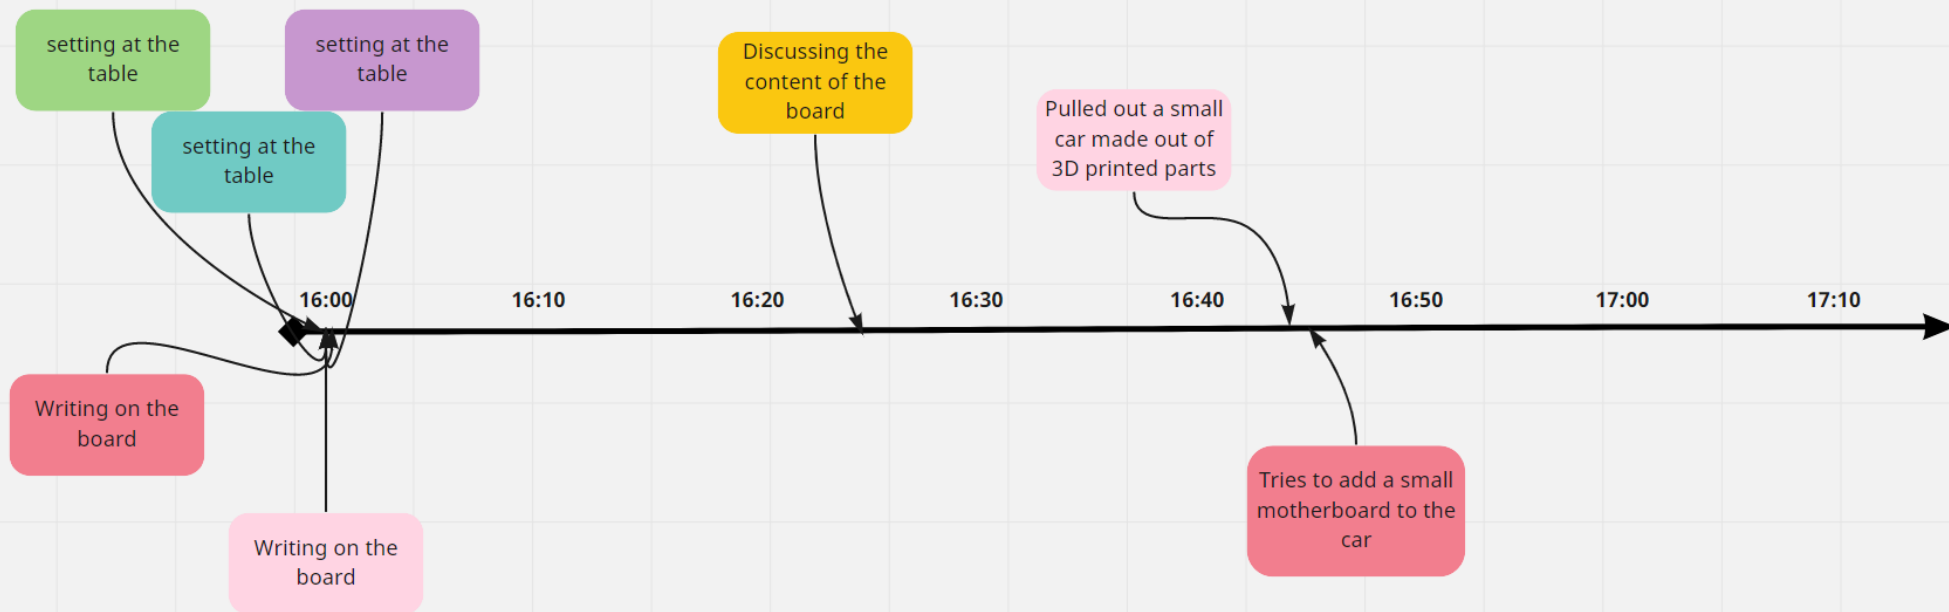 setting at the
table
setting at the
table
setting at the
table
Discussing the
content of the
board
Pulled out a small
car made out of
3D printed parts
16:00
16:10
16:20
16:30
16:40
16:50
17:00
17:10
Writing on the
board
Writing on the
board
Tries to add a small
motherboard to the
car